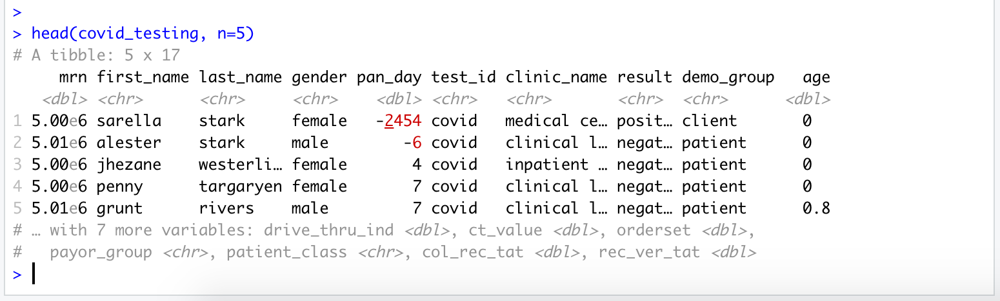 >
> head(covid_testing, n=5)
# A tibble: 5 x 17
mrn first_name last_name gender pan_day test_id clinic_name result demo_group age
<dbl> <chr> <chr> <chr> <dbl> <chr> <chr> <chr> <chr> <dbl>
1 5.00e6 sarella stark female -2454 covid medical ce… posit… client 0
2 5.01e6 alester stark male -6 covid clinical l… negat… patient 0
3 5.00e6 jhezane westerli… female 4 covid inpatient … negat… patient 0
4 5.00e6 penny targaryen female 7 covid clinical l… negat… patient 0
5 5.01e6 grunt rivers male 7 covid clinical l… negat… patient 0.8
# … with 7 more variables: drive_thru_ind <dbl>, ct_value <dbl>, orderset <dbl>,
# payor_group <chr>, patient_class <chr>, col_rec_tat <dbl>, rec_ver_tat <dbl>
>